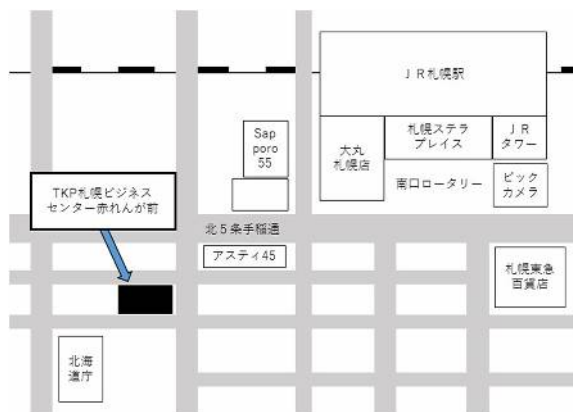 ＪＲ札幌駅
札幌ステラ
プレイス
ＪＲ
タワー
大丸
札幌店
南口ロータリー
ビック
カメラ
Sap
poro
55
TKP札幌ビジネス
センター赤れんが前
北５条手稲通
アスティ45
札幌東急
百貨店
北海
道庁